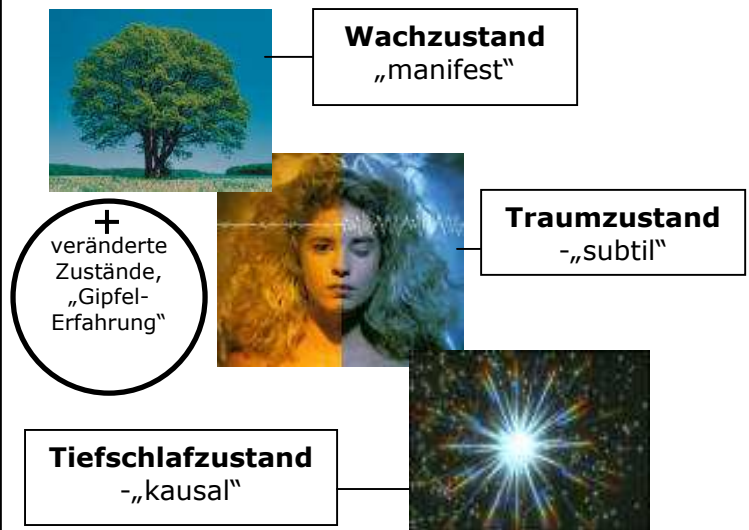 Wachzustand
„manifest“
Traumzustand
-„subtil“
+
veränderte
Zustände,
„Gipfel-
Erfahrung“
Tiefschlafzustand
-„kausal“